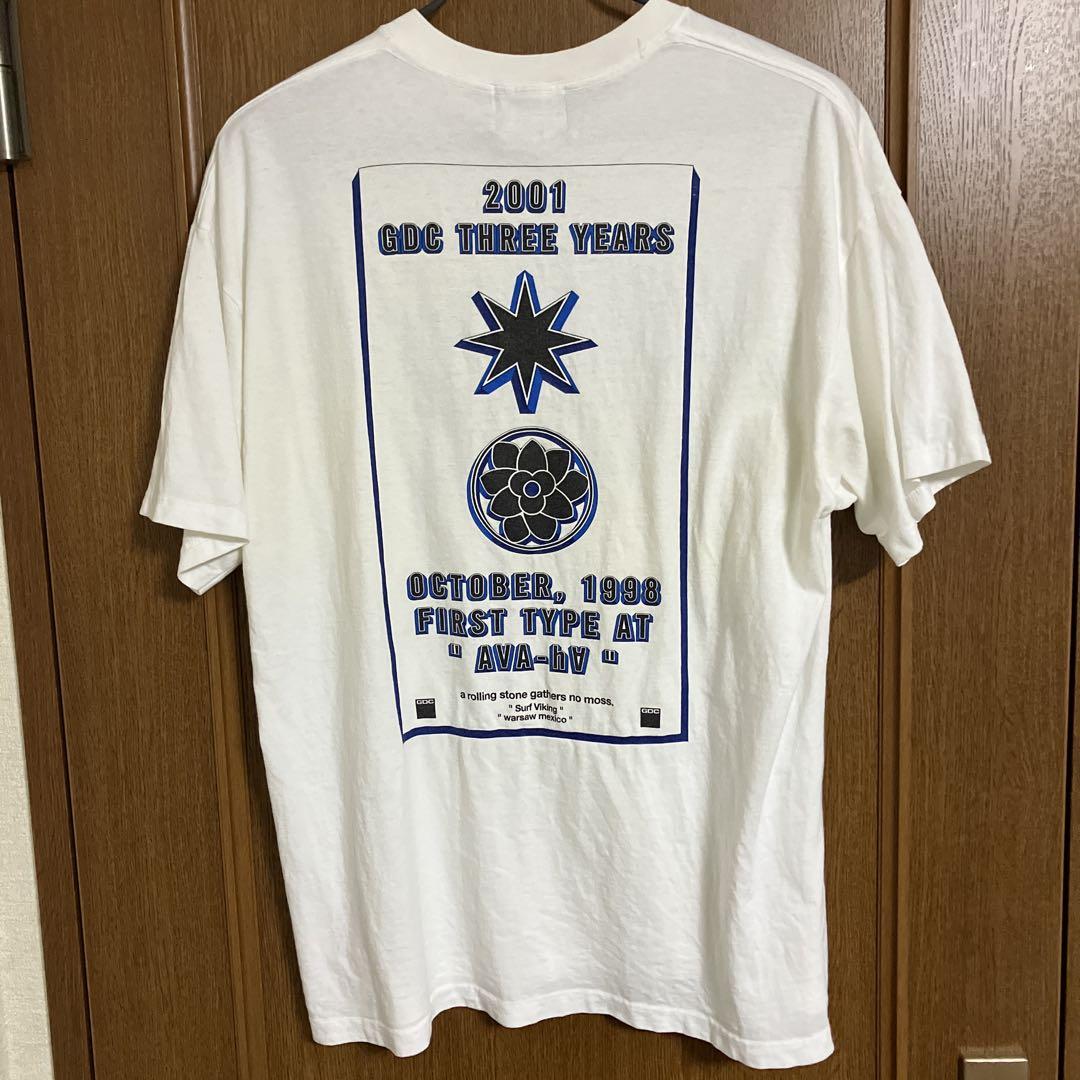 2001
GDC THREE YEARS
OCTOBER, 1998
FIRST TYPE AT
" AVA-ɥ∀ "
a rolling stone gathers no moss.
" Surf Viking "
" warsaw mexico "
GDC
GDC